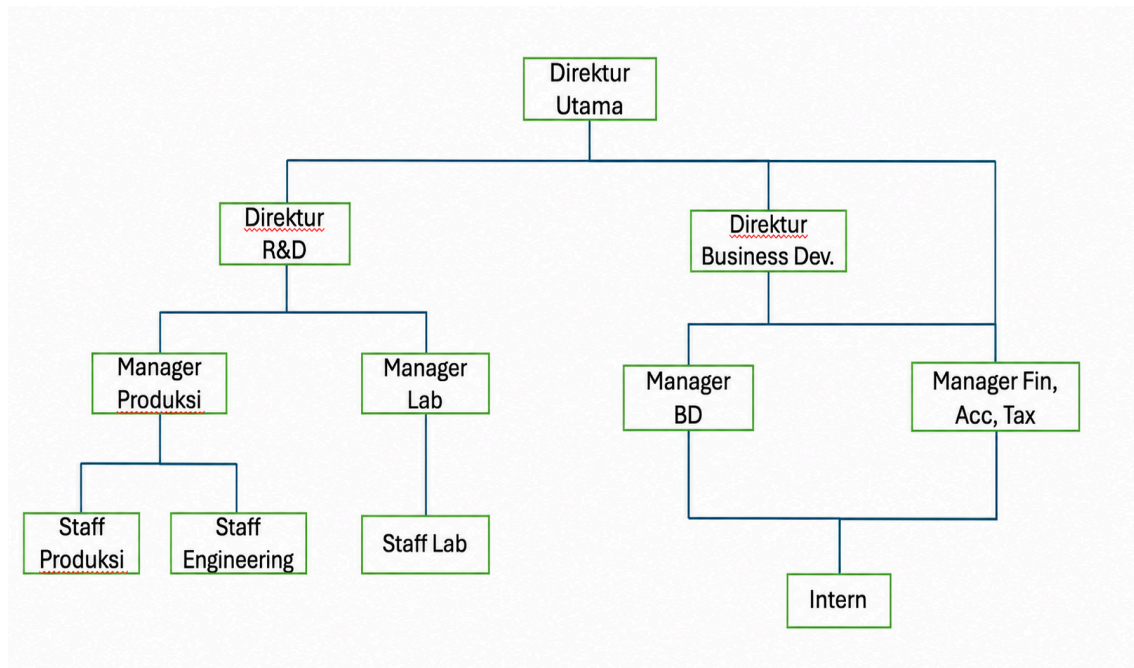 Direktur
Utama
Direktur
R&D
Direktur
Business Dev.
Manager
Produksi
Manager
Lab
Manager
BD
Manager Fin,
Acc, Tax
Staff
Produksi
Staff
Engineering
Staff Lab
Intern